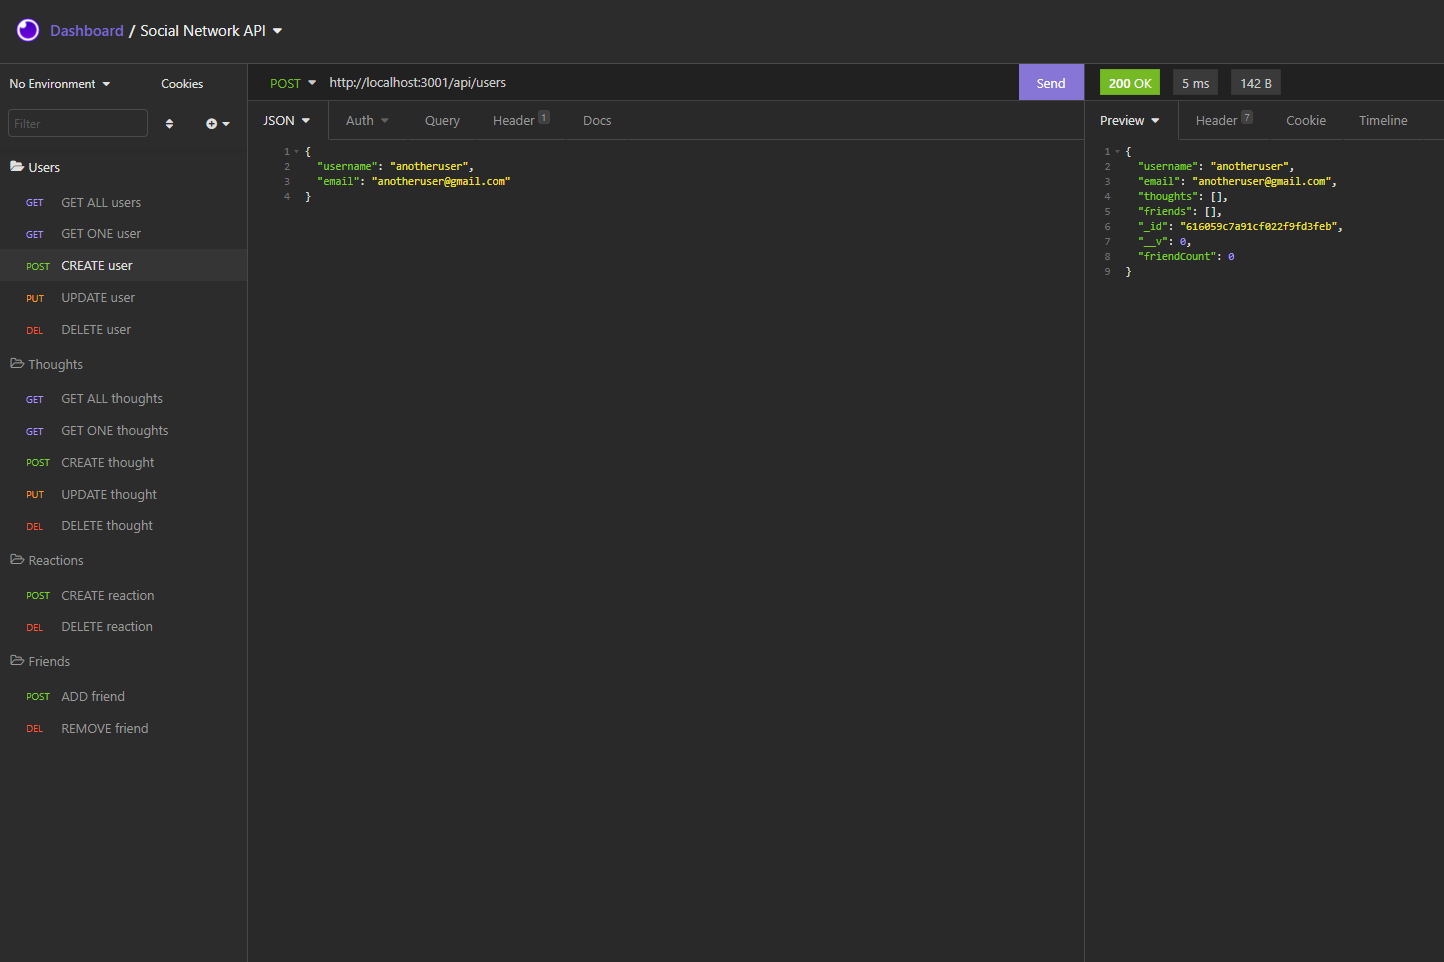 Dashboard / Social Network API
No Environment
Cookies
Filter
Users
GET GET ALL users
GET GET ONE user
POST CREATE user
PUT UPDATE user
DEL DELETE user
Thoughts
GET GET ALL thoughts
GET GET ONE thoughts
POST CREATE thought
PUT UPDATE thought
DEL DELETE thought
Reactions
POST CREATE reaction
DEL DELETE reaction
Friends
POST ADD friend
DEL REMOVE friend
POST http://localhost:3001/api/users Send
JSON Auth Query Header 1 Docs
1 {
2 "username": "anotheruser",
3 "email": "anotheruser@gmail.com"
4 }
200 OK 5 ms 142 B
Preview Header 7 Cookie Timeline
1 {
2 "username": "anotheruser",
3 "email": "anotheruser@gmail.com",
4 "thoughts": [],
5 "friends": [],
6 "_id": "616059c7a91cf022f9fd3feb",
7 "__v": 0,
8 "friendCount": 0
9 }